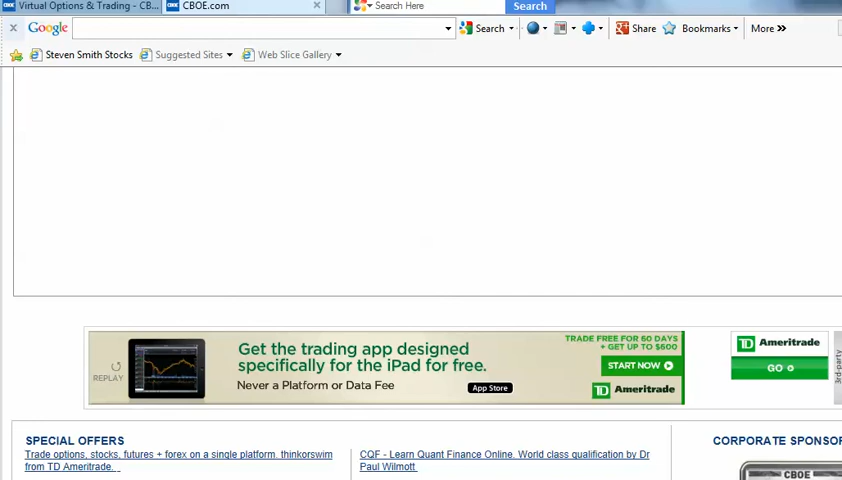 Virtual Options & Trading - CB...
CBOE.com
Search Here
Search
Google
Search
Share
Bookmarks
More »
Steven Smith Stocks
Suggested Sites
Web Slice Gallery
REPLAY
Get the trading app designed
specifically for the iPad for free.
Never a Platform or Data Fee
App Store
TRADE FREE FOR 60 DAYS
+ GET UP TO $600
START NOW
TD Ameritrade
TD Ameritrade
GO
3rd-party
SPECIAL OFFERS
Trade options, stocks, futures + forex on a single platform. thinkorswim
from TD Ameritrade.
CQF - Learn Quant Finance Online. World class qualification by Dr
Paul Wilmott
CORPORATE SPONSOR
CBOE